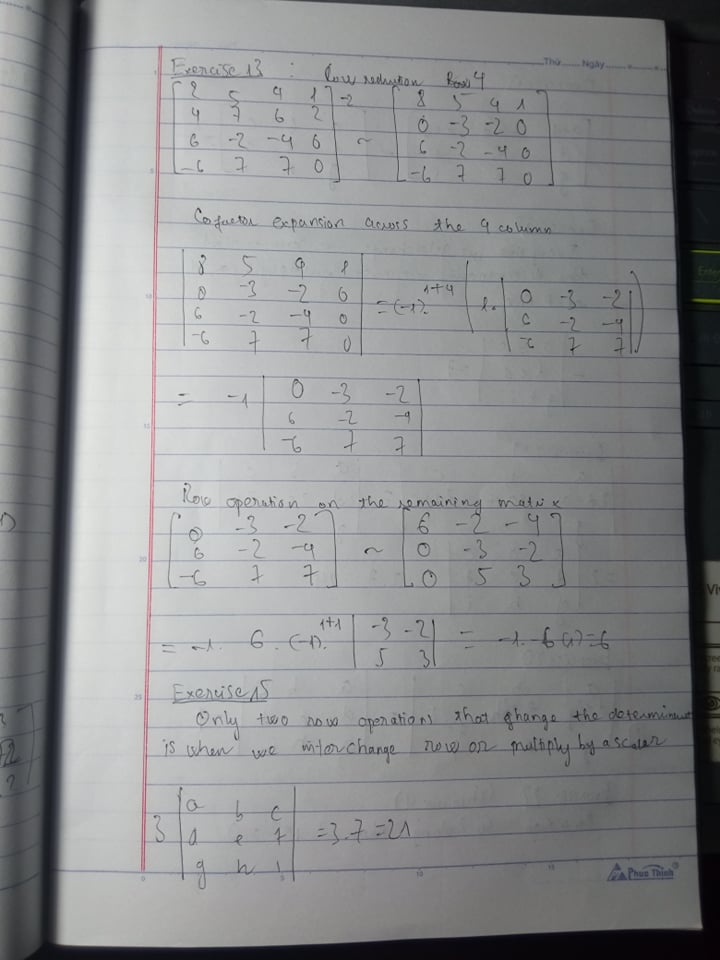 Thứ Ngày
Exercise 13 : Row reduction Row 4
2 5 4 1 -2 8 5 4 1
4 7 6 2 0 -3 -2 0
6 -2 -4 0 ~ 6 -2 -4 0
-6 7 7 0 -6 7 7 0
Cofactor expansion across the 4 column
8 5 4 1
0 -3 -2 0 = (-1)^{1+4} ( 1. | 0 -3 -2 | )
6 -2 -4 0 6 -2 -4
-6 7 7 0 -6 7 7
= -1 | 0 -3 -2 |
6 -2 -4
-6 7 7
Row operation on the remaining matrix
0 -3 -2 6 -2 -4
6 -2 -4 ~ 0 -3 -2
-6 7 7 0 5 3
= -1. 6. (-1)^{1+1} | -3 -2 | = -1. -6
5 3
Exercise 15
Only two row operations that change the determinant
is when we interchange row or multiply by a scaler
a b c
3 d e f = 3.7 = 21
g h i
Phuc Thinh